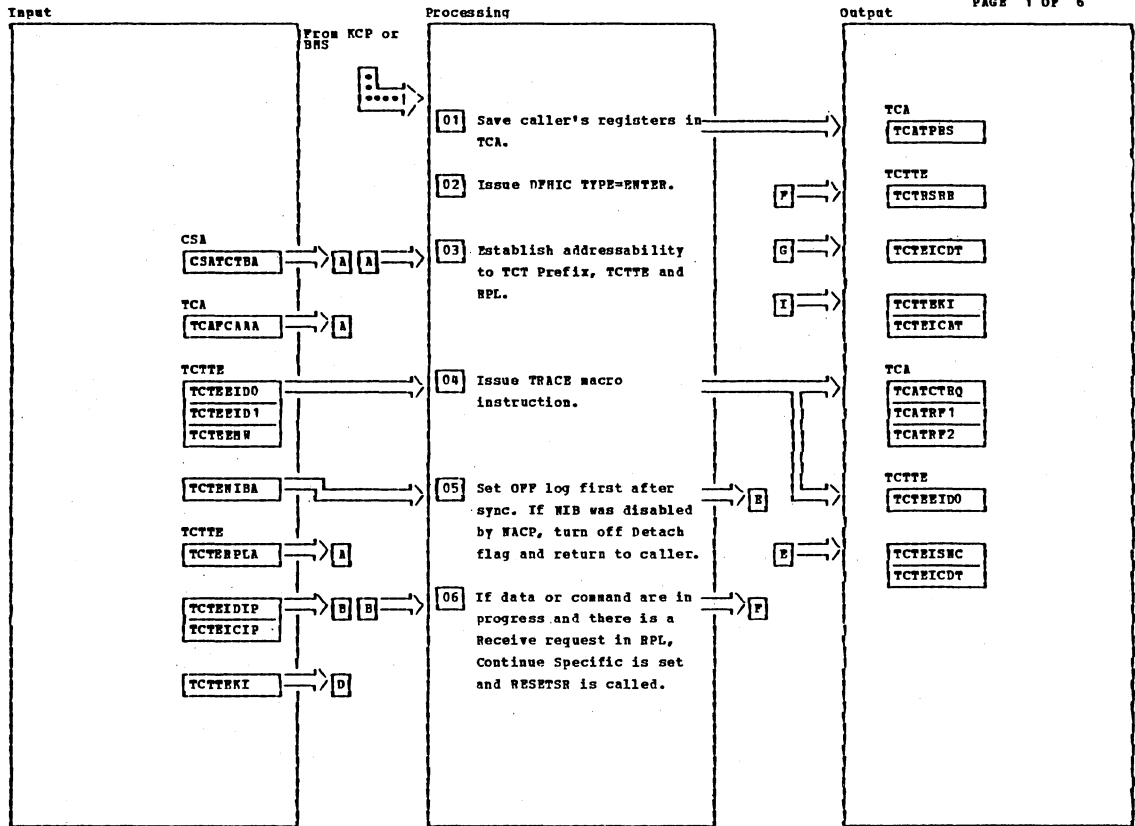 PAGE 1 OF 6
Input
Processing
Output
From KCP or
BMS
01 Save caller's registers in
TCA.
02 Issue DFHIC TYPE=ENTER.
03 Establish addressability
to TCT Prefix, TCTTE and
RPL.
04 Issue TRACE macro
instruction.
05 Set OFF log first after
sync. If NIB was disabled
by NACP, turn off Detach
flag and return to caller.
06 If data or command are in
progress and there is a
Receive request in RPL,
Continue Specific is set
and RESETSR is called.
CSA
CSATCTBA
A A
TCA
TCAFCAAA
A
TCTTE
TCTEEID0
TCTEEID1
TCTEEMW
TCTENIBA
TCTTE
TCTERPLA
A
TCTEIDIP
TCTEICIP
B B
TCTTEKI
D
E
F
TCA
TCATPRS
TCTTE
F
TCTRSRB
G
TCTEICDT
I
TCTTEKI
TCTEICAT
TCA
TCATCTRQ
TCATRF1
TCATRF2
TCTTE
TCTEEID0
E
TCTEISNC
TCTEICDT